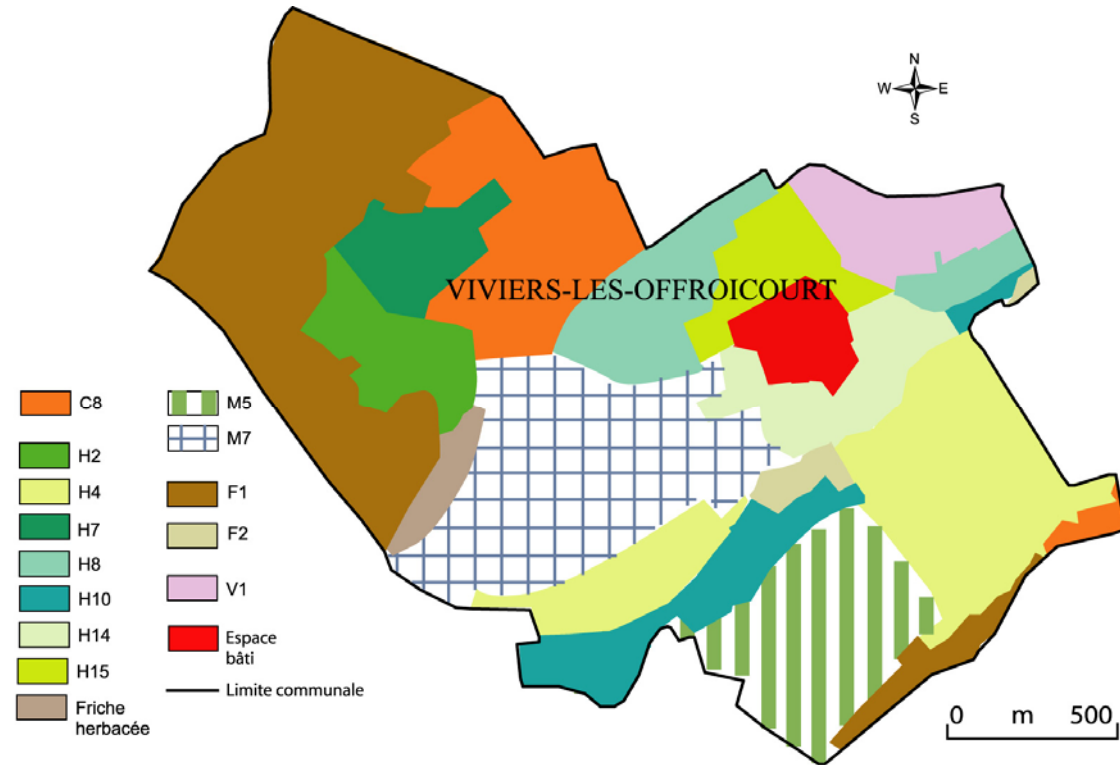 N
W E
S
VIVIERS-LES-OFFROICOURT
C8
H2
H4
H7
H8
H10
H14
H15
Friche
herbacée
M5
M7
F1
F2
V1
Espace
bâti
Limite communale
0 m 500